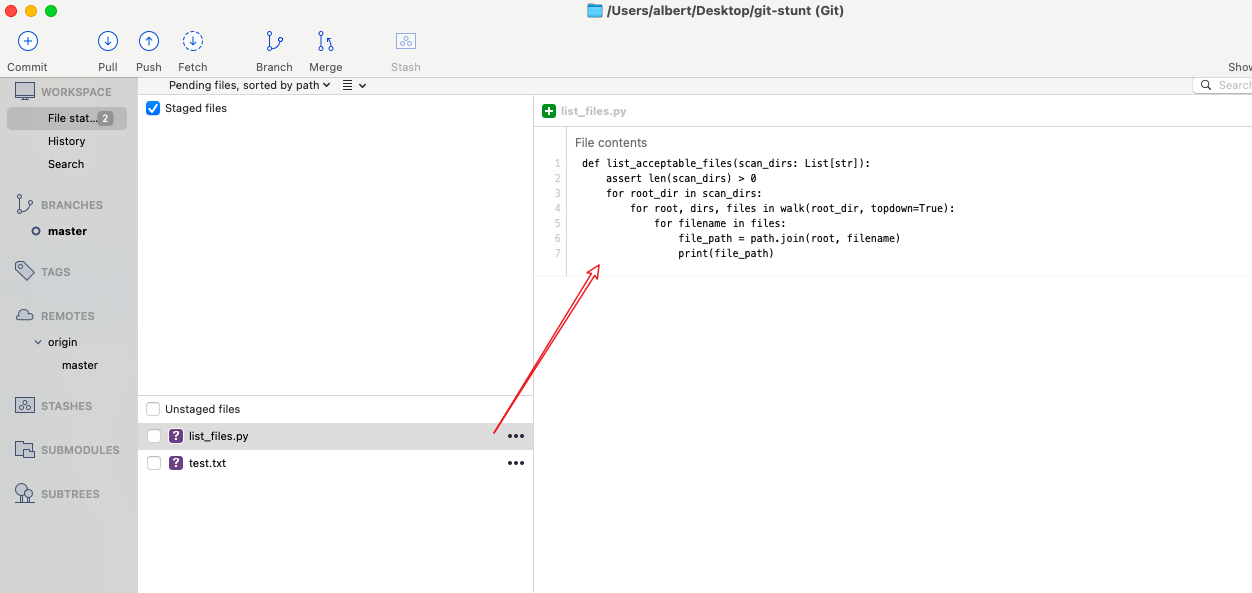 /Users/albert/Desktop/git-stunt (Git)
Commit Pull Push Fetch Branch Merge Stash Show
WORKSPACE
File stat... 2
History
Search
BRANCHES
master
TAGS
REMOTES
origin
master
STASHES
SUBMODULES
SUBTREES
Pending files, sorted by path
Search
Staged files
Unstaged files
? list_files.py •••
? test.txt •••
list_files.py
File contents
1 def list_acceptable_files(scan_dirs: List[str]):
2     assert len(scan_dirs) > 0
3     for root_dir in scan_dirs:
4         for root, dirs, files in walk(root_dir, topdown=True):
5             for filename in files:
6                 file_path = path.join(root, filename)
7                 print(file_path)